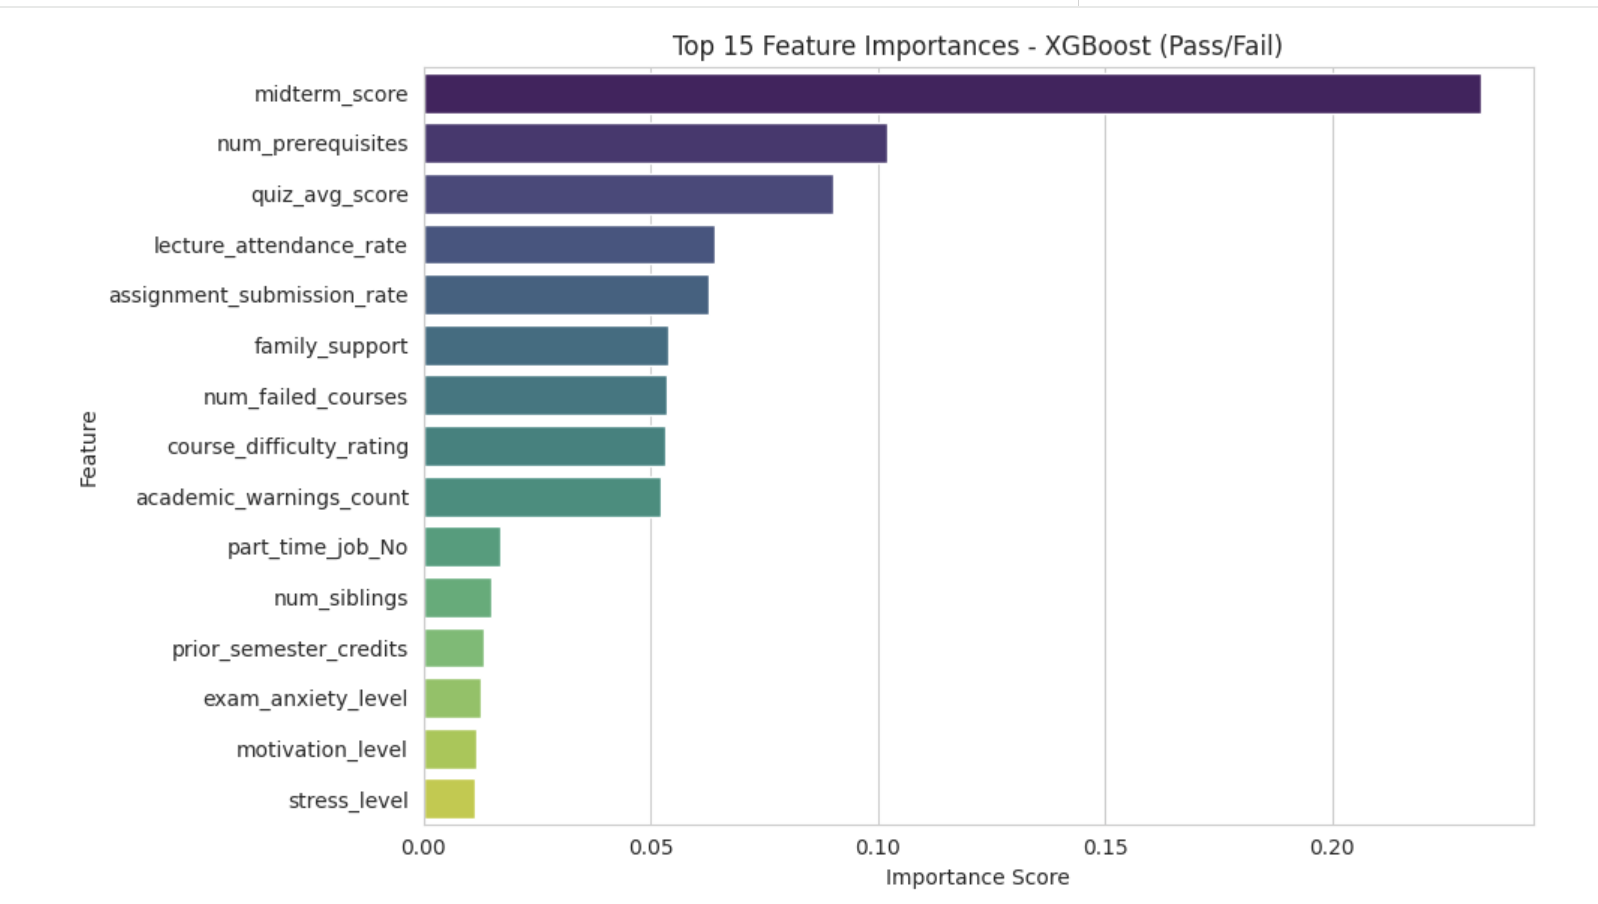 Top 15 Feature Importances - XGBoost (Pass/Fail)
midterm_score
num_prerequisites
quiz_avg_score
lecture_attendance_rate
assignment_submission_rate
family_support
num_failed_courses
course_difficulty_rating
academic_warnings_count
part_time_job_No
num_siblings
prior_semester_credits
exam_anxiety_level
motivation_level
stress_level
Feature
0.00 0.05 0.10 0.15 0.20
Importance Score